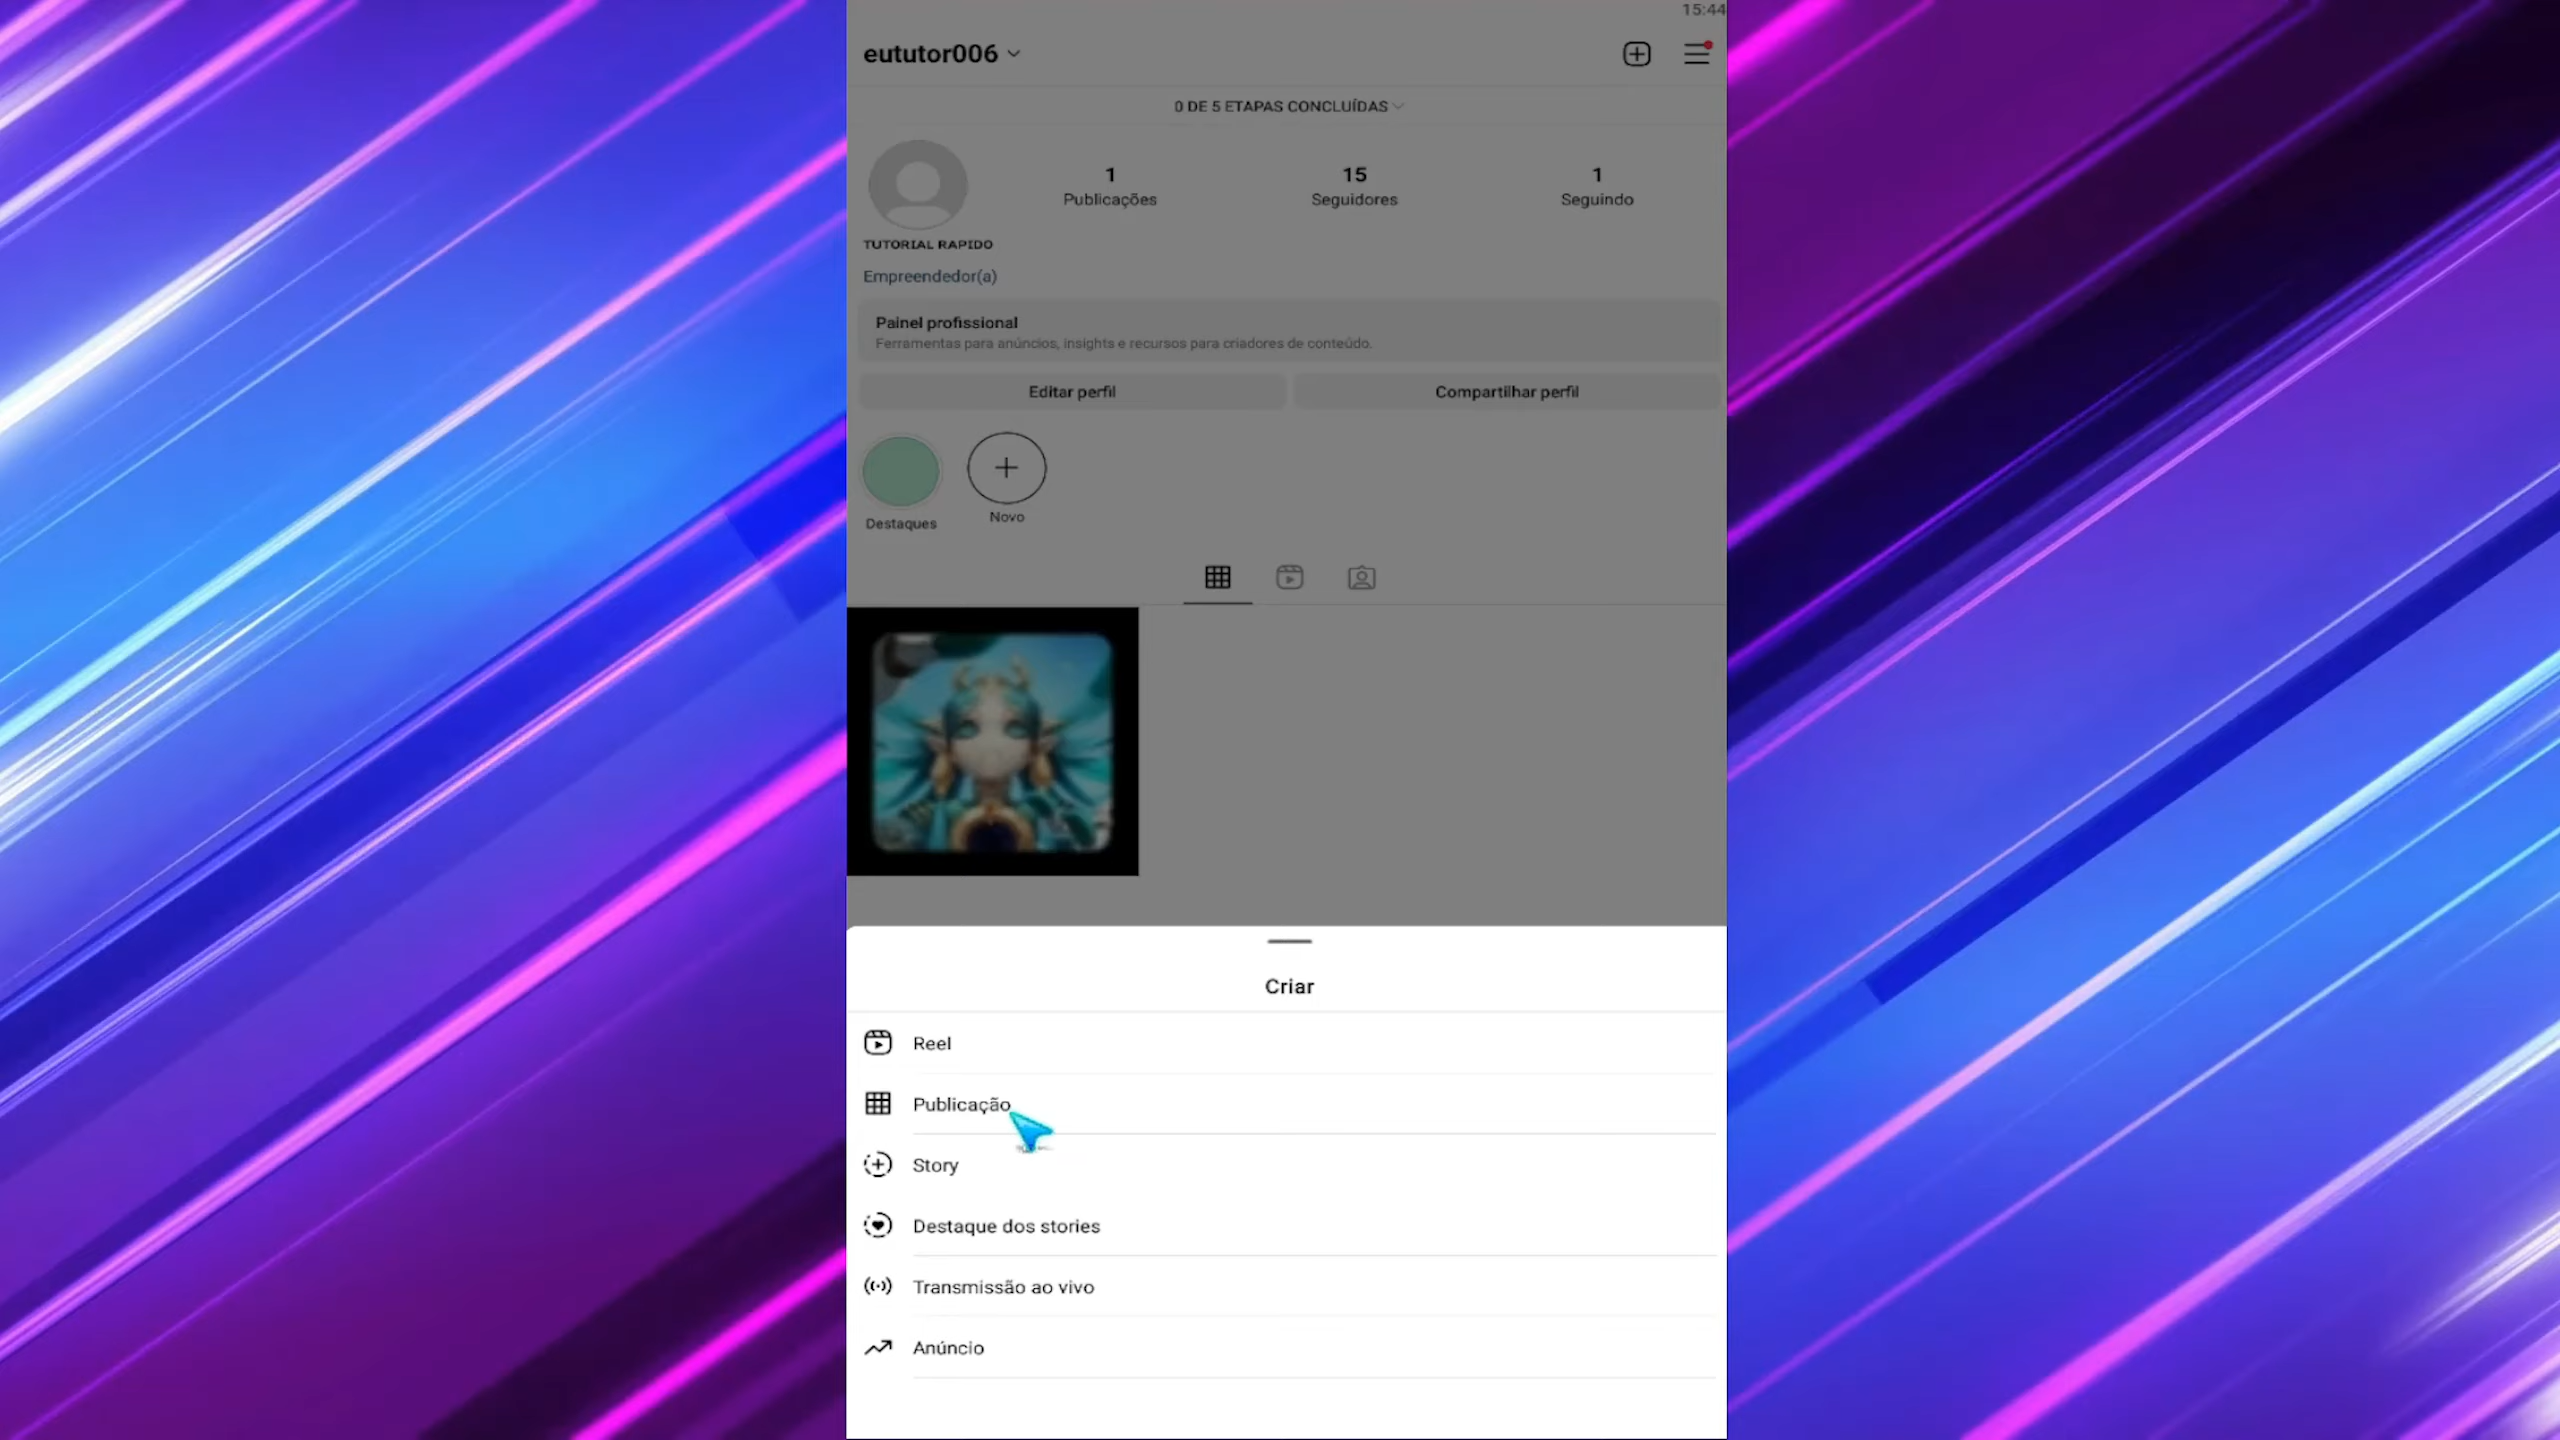 15:44
eututor006
0 DE 5 ETAPAS CONCLUÍDAS
1
Publicações
15
Seguidores
1
Seguindo
TUTORIAL RAPIDO
Empreendedor(a)
Painel profissional
Ferramentas para anúncios, insights e recursos para criadores de conteúdo.
Editar perfil
Compartilhar perfil
Destaques
Novo
Criar
Reel
Publicação
Story
Destaque dos stories
Transmissão ao vivo
Anúncio